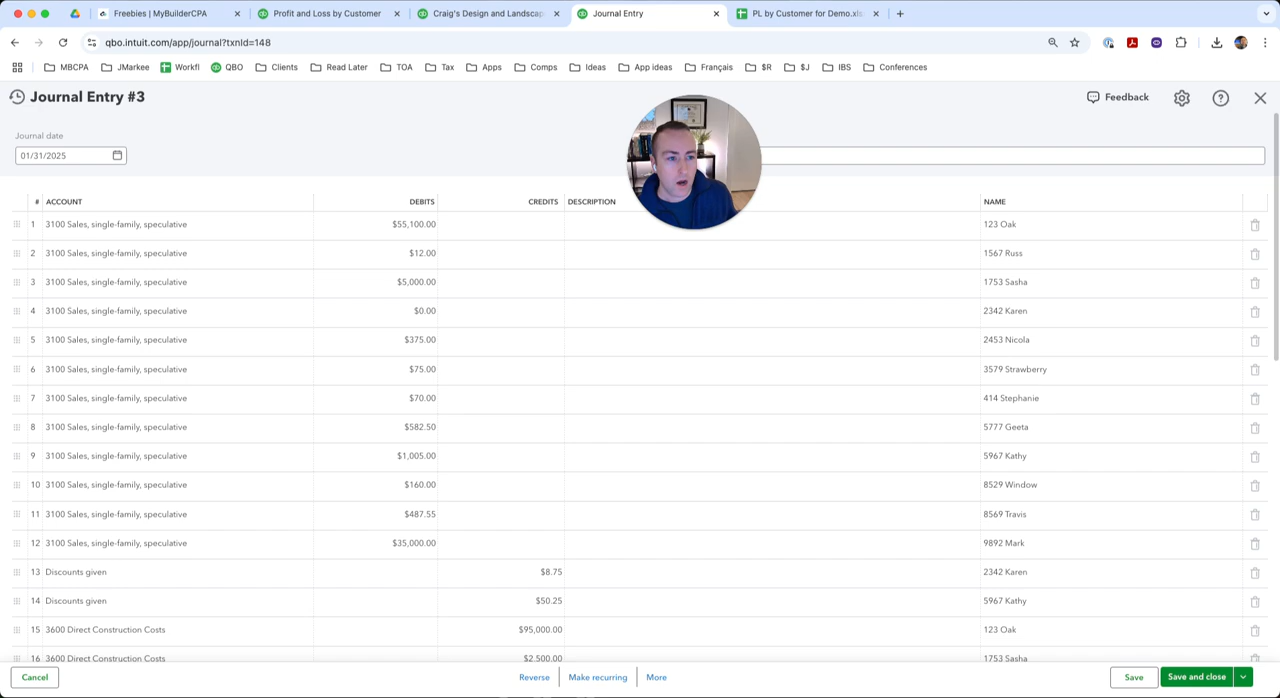 Freebies | MyBuilderCPA
Profit and Loss by Customer
Craig's Design and Landscap
Journal Entry
PL by Customer for Demo.xls
qbo.intuit.com/app/journal?txnId=148
MBCPA
JMarkee
Workfl
QBO
Clients
Read Later
TOA
Tax
Apps
Comps
Ideas
App ideas
Français
$R
$J
IBS
Conferences
Journal Entry #3
Feedback
Journal date
01/31/2025
# ACCOUNT DEBITS CREDITS DESCRIPTION NAME
1 3100 Sales, single-family, speculative $55,100.00 123 Oak
2 3100 Sales, single-family, speculative $12.00 1567 Russ
3 3100 Sales, single-family, speculative $5,000.00 1753 Sasha
4 3100 Sales, single-family, speculative $0.00 2342 Karen
5 3100 Sales, single-family, speculative $375.00 2453 Nicola
6 3100 Sales, single-family, speculative $75.00 3579 Strawberry
7 3100 Sales, single-family, speculative $70.00 414 Stephanie
8 3100 Sales, single-family, speculative $582.50 5777 Geeta
9 3100 Sales, single-family, speculative $1,005.00 5967 Kathy
10 3100 Sales, single-family, speculative $160.00 8529 Window
11 3100 Sales, single-family, speculative $487.55 8569 Travis
12 3100 Sales, single-family, speculative $35,000.00 9892 Mark
13 Discounts given $8.75 2342 Karen
14 Discounts given $50.25 5967 Kathy
15 3600 Direct Construction Costs $95,000.00 123 Oak
16 3600 Direct Construction Costs $2,500.00 1753 Sasha
Cancel
Reverse
Make recurring
More
Save
Save and close